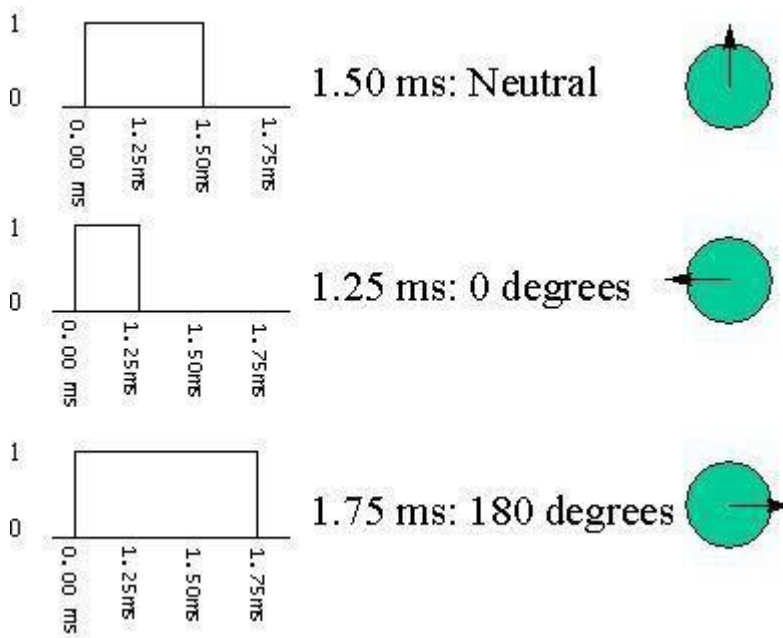 1
0
0.00 ms
1.25ms
1.50ms
1.75ms
1.50 ms: Neutral
1
0
0.00 ms
1.25ms
1.50ms
1.75ms
1.25 ms: 0 degrees
1
0
0.00 ms
1.25ms
1.50ms
1.75ms
1.75 ms: 180 degrees